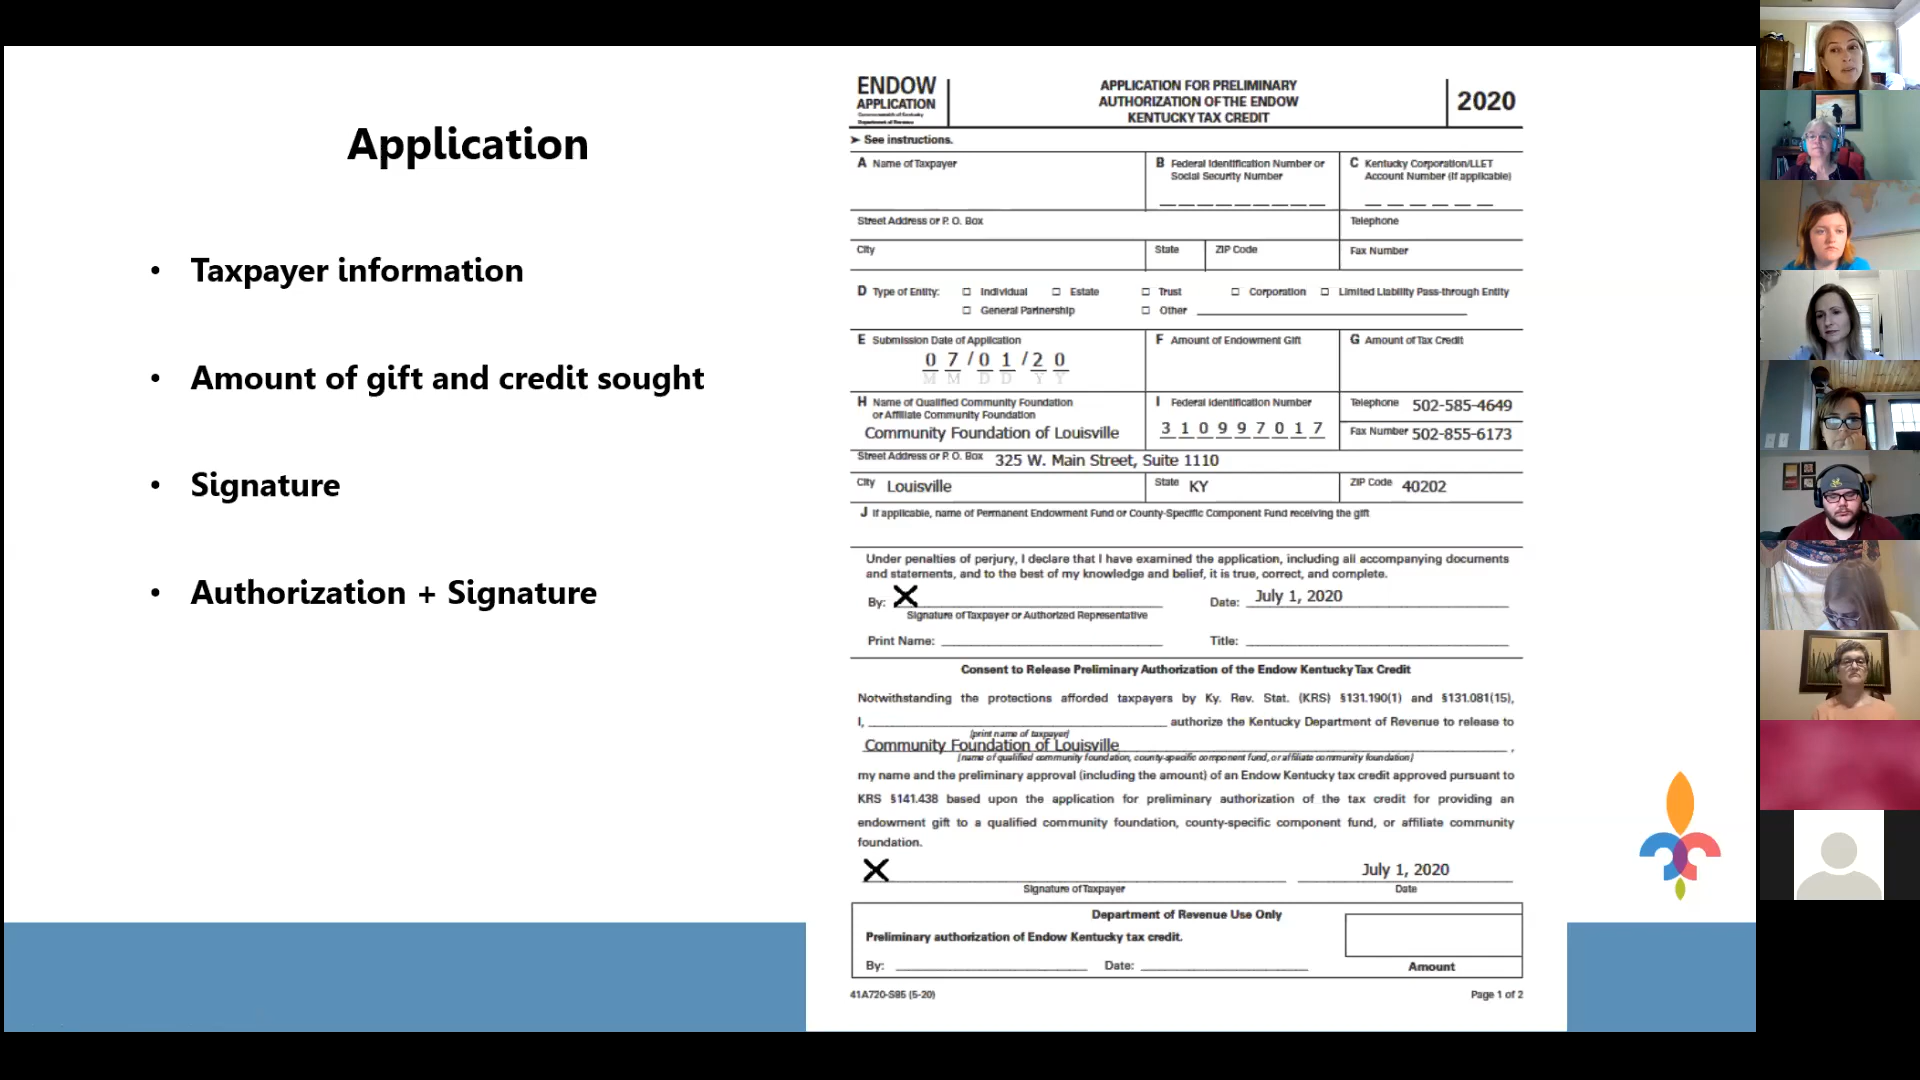 Application
• Taxpayer information
• Amount of gift and credit sought
• Signature
• Authorization + Signature
ENDOW
APPLICATION
Commonwealth of Kentucky
Department of Revenue
APPLICATION FOR PRELIMINARY
AUTHORIZATION OF THE ENDOW
KENTUCKY TAX CREDIT
2020
➤ See instructions.
A Name of Taxpayer
B Federal Identification Number or
Social Security Number
C Kentucky Corporation/LLET
Account Number (if applicable)
Street Address or P. O. Box
Telephone
City
State
ZIP Code
Fax Number
D Type of Entity: □ Individual □ Estate □ Trust □ Corporation □ Limited Liability Pass-through Entity
□ General Partnership □ Other
E Submission Date of Application
0 7 / 0 1 / 2 0
M M D D Y Y
F Amount of Endowment Gift
G Amount of Tax Credit
H Name of Qualified Community Foundation
or Affiliate Community Foundation
Community Foundation of Louisville
I Federal Identification Number
3 1 0 9 9 7 0 1 7
Telephone 502-585-4649
Fax Number 502-855-6173
Street Address or P. O. Box 325 W. Main Street, Suite 1110
City Louisville
State KY
ZIP Code 40202
J If applicable, name of Permanent Endowment Fund or County-Specific Component Fund receiving the gift
Under penalties of perjury, I declare that I have examined the application, including all accompanying documents
and statements, and to the best of my knowledge and belief, it is true, correct, and complete.
By: X
Date: July 1, 2020
Signature of Taxpayer or Authorized Representative
Print Name:
Title:
Consent to Release Preliminary Authorization of the Endow Kentucky Tax Credit
Notwithstanding the protections afforded taxpayers by Ky. Rev. Stat. (KRS) §131.190(1) and §131.081(15),
I, authorize the Kentucky Department of Revenue to release to
(print name of taxpayer)
Community Foundation of Louisville ,
(name of qualified community foundation, county-specific component fund, or affiliate community foundation)
my name and the preliminary approval (including the amount) of an Endow Kentucky tax credit approved pursuant to
KRS §141.438 based upon the application for preliminary authorization of the tax credit for providing an
endowment gift to a qualified community foundation, county-specific component fund, or affiliate community
foundation.
X
July 1, 2020
Signature of Taxpayer
Date
Department of Revenue Use Only
Preliminary authorization of Endow Kentucky tax credit.
By:
Date:
Amount
41A720-S85 (5-20)
Page 1 of 2